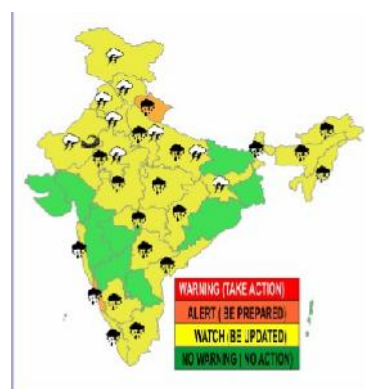 WARNING (TAKE ACTION)
ALERT ( BE PREPARED)
WATCH (BE UPDATED)
NO WARNING ( NO ACTION)